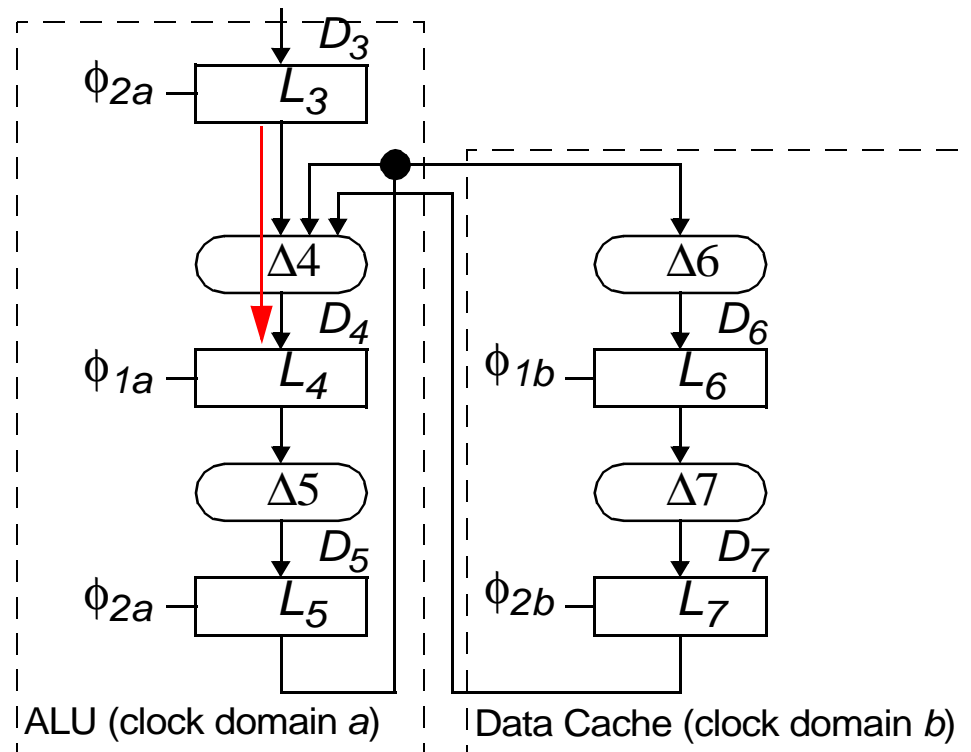 D3
ϕ2a L3
Δ4 Δ6
D4 D6
ϕ1a L4 ϕ1b L6
Δ5 Δ7
D5 D7
ϕ2a L5 ϕ2b L7
ALU (clock domain a) Data Cache (clock domain b)